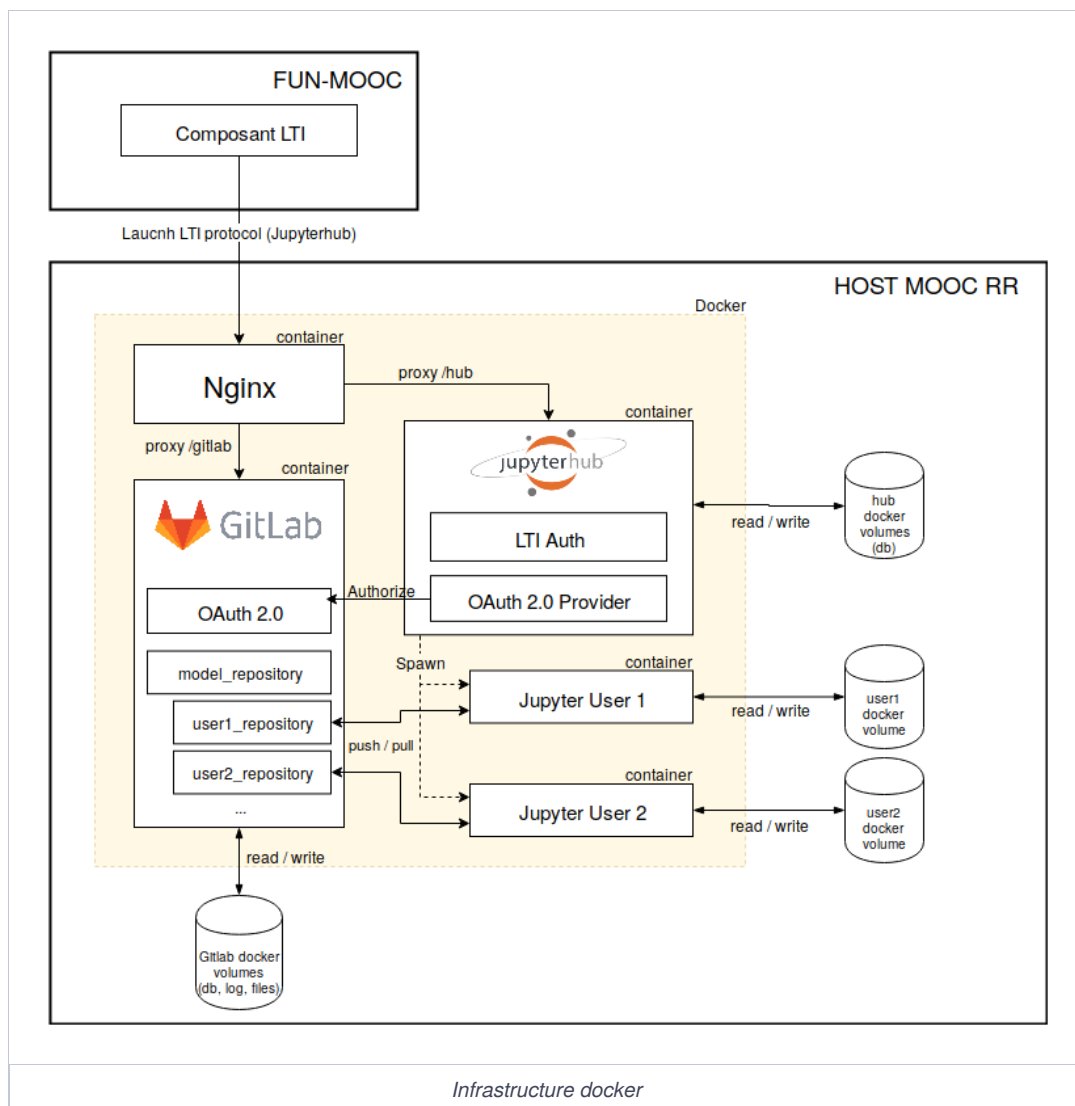 FUN-MOOC
Composant LTI
Laucnh LTI protocol (Jupyterhub)
HOST MOOC RR
Docker
container
Nginx
proxy /hub
container
proxy /gitlab
container
jupyterhub
GitLab
hub
docker
volumes
(db)
read / write
LTI Auth
Authorize
OAuth 2.0 Provider
OAuth 2.0
model_repository
Spawn
container
Jupyter User 1
read / write
user1
docker
volume
user1_repository
push / pull
user2_repository
...
container
Jupyter User 2
read / write
user2
docker
volume
read / write
Gitlab docker
volumes
(db, log, files)
Infrastructure docker